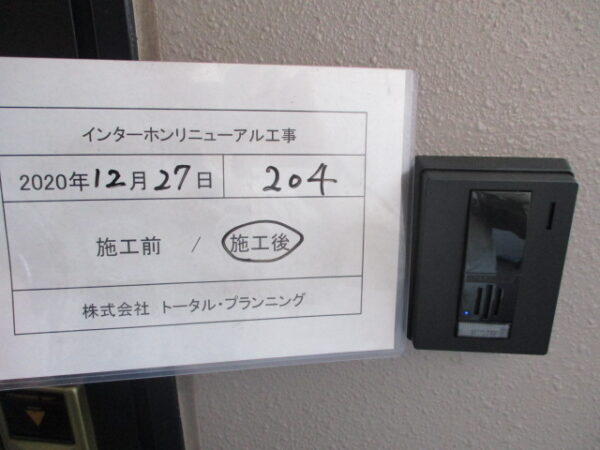 インターホンリニューアル工事
2020年12月27日 204
施工前 / 施工後
株式会社 トータル・プランニング